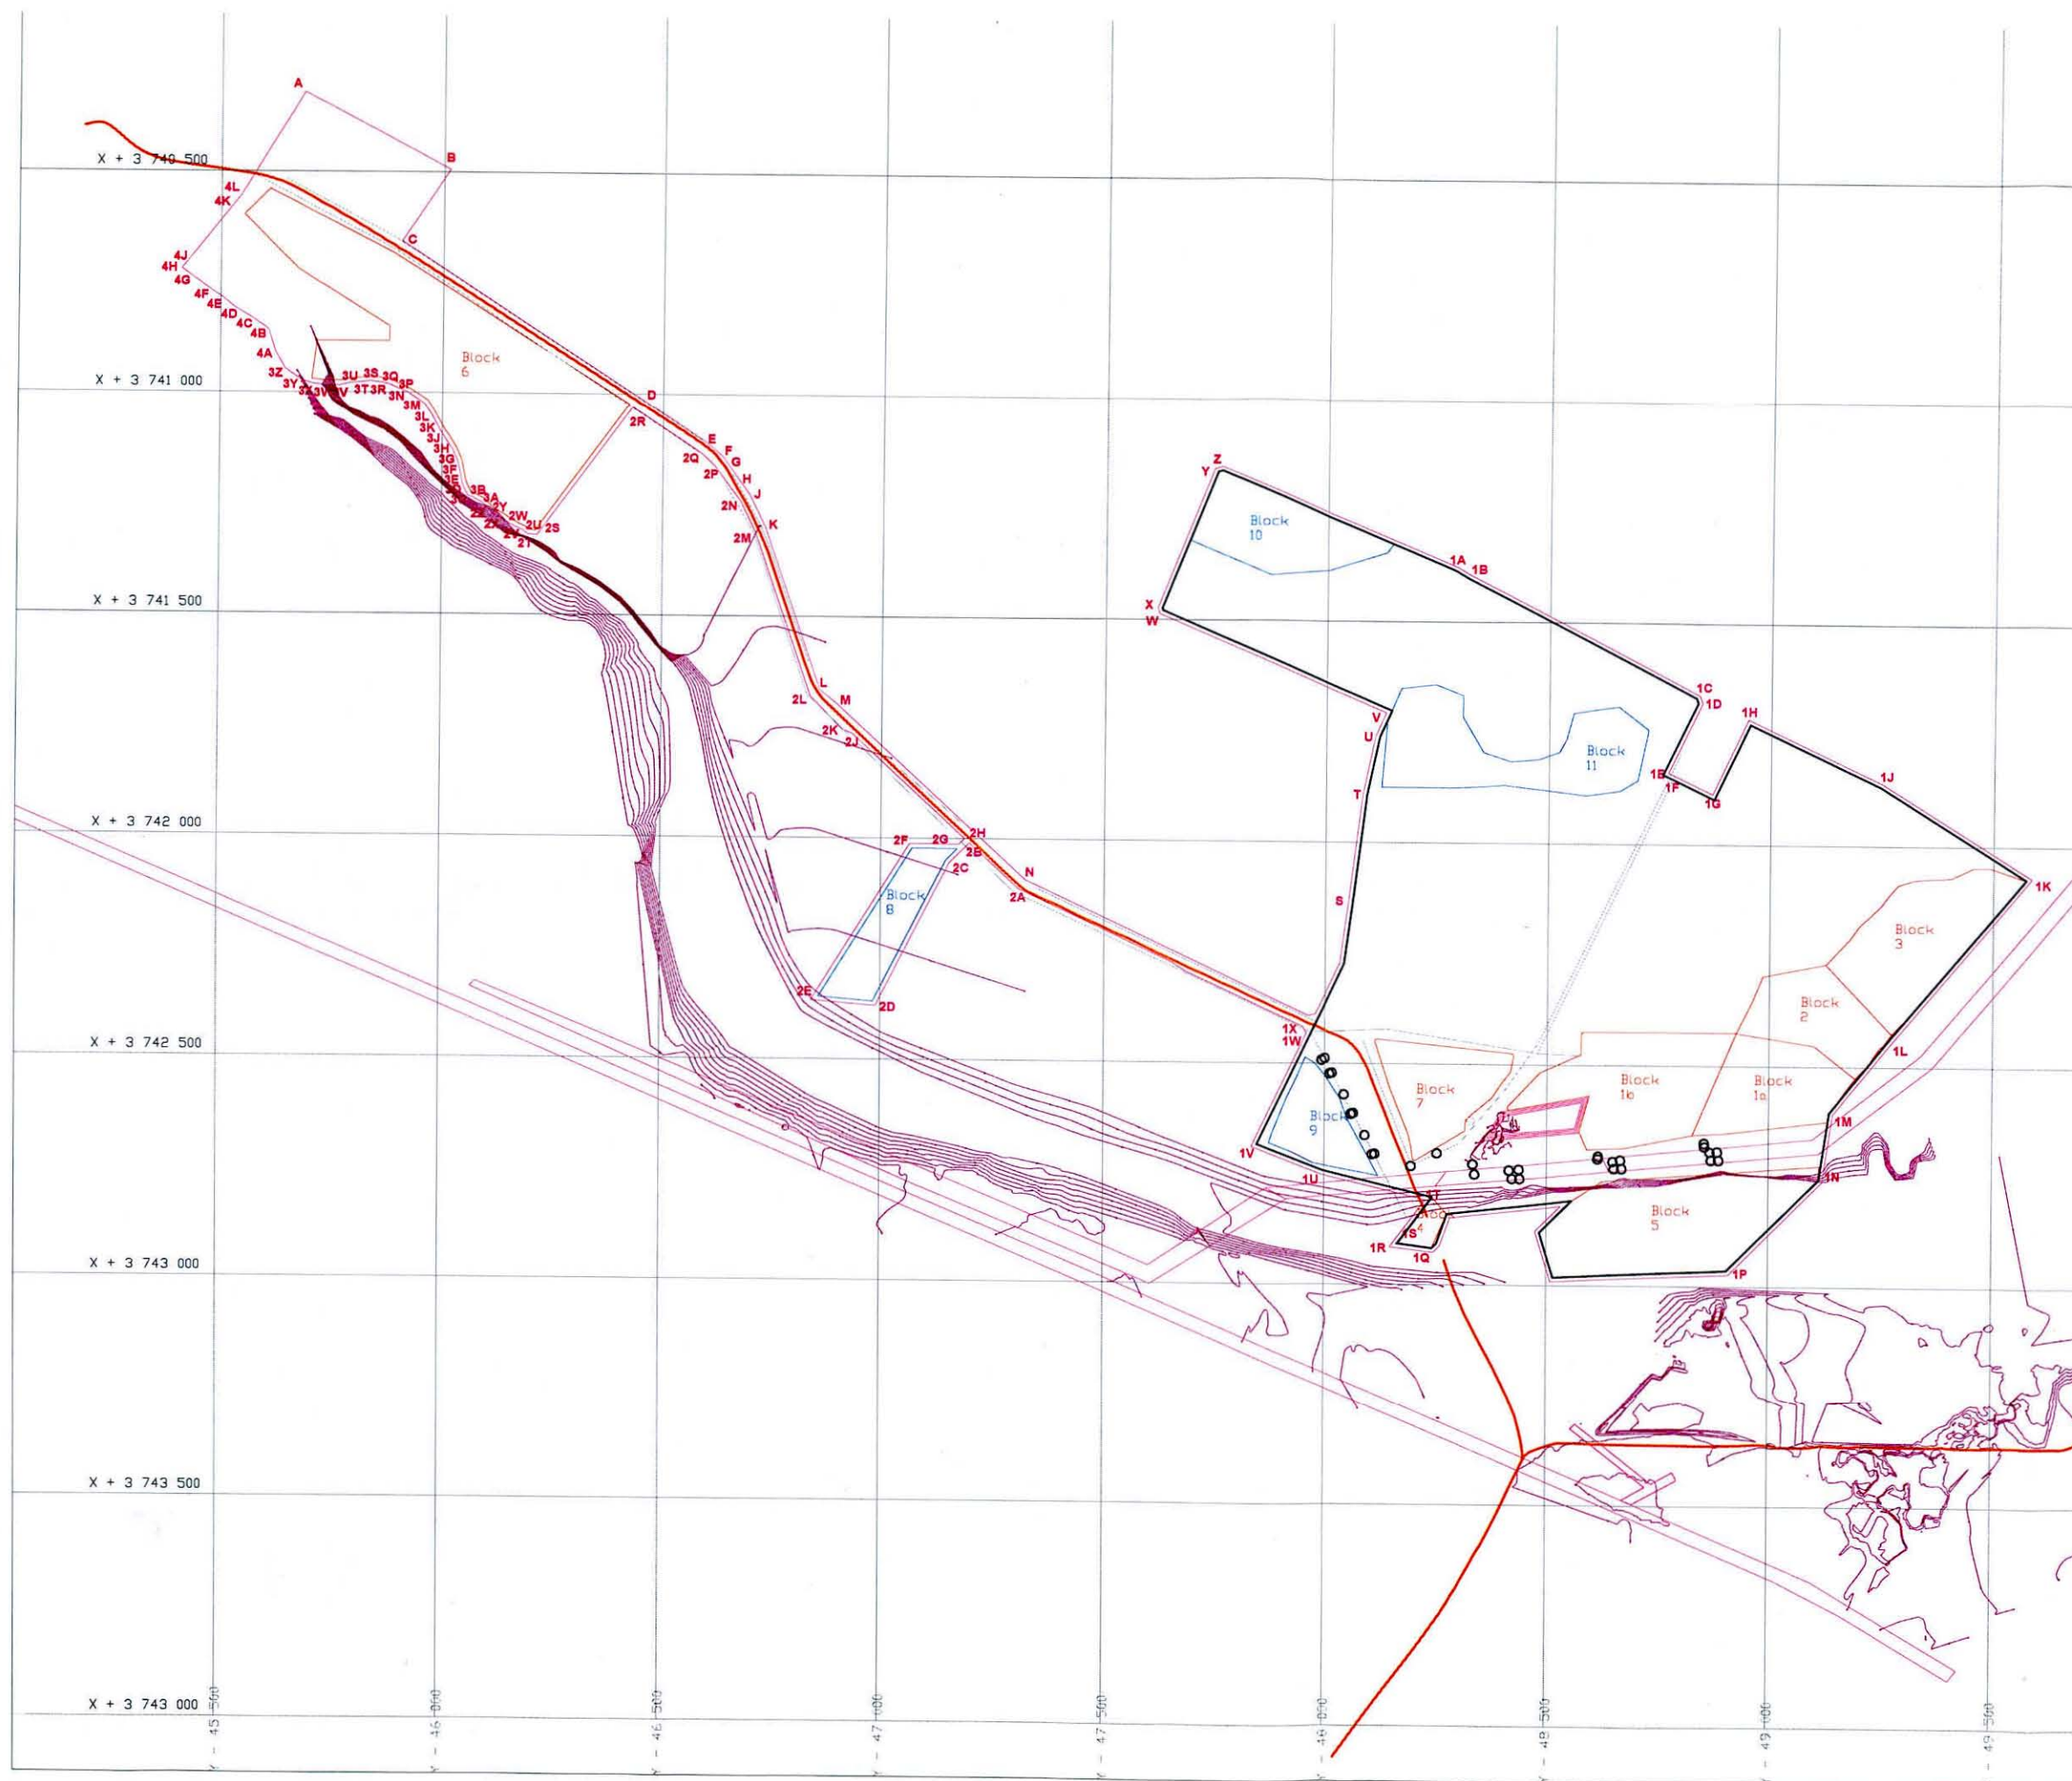 A
B
X + 3 740 500
4L
4K
C
4J
4H
4G
4F
4E
4D
4C
4B
4A
Block
6
X + 3 741 000
3Z
3Y
3U
3S
3Q
3P
3T
3R
3N
3M
3L
3K
3J
3H
3G
3F
3E
3B
3A
2Y
2W
2U
2S
2T
D
2R
E
F
G
2Q
2P
H
J
2N
K
2M
Z
Y
Block
10
1A
1B
X + 3 741 500
X
W
L
M
2L
2K
2J
V
U
1C
1D
1H
Block
11
1E
1F
1G
1J
T
X + 3 742 000
2F
2G
2H
2B
2C
N
2A
Block
8
S
1K
Block
3
2E
2D
Block
2
X + 3 742 500
1X
1W
1L
Block
7
Block
1b
Block
1a
Block
9
1M
1V
1U
1T
1N
Block
5
4
1S
1R
1Q
1P
X + 3 743 000
X + 3 743 500
X + 3 743 000
Y - 45 500
Y - 46 000
Y - 46 500
Y - 47 000
Y - 47 500
Y - 48 000
Y - 48 500
Y - 49 000
Y - 49 500